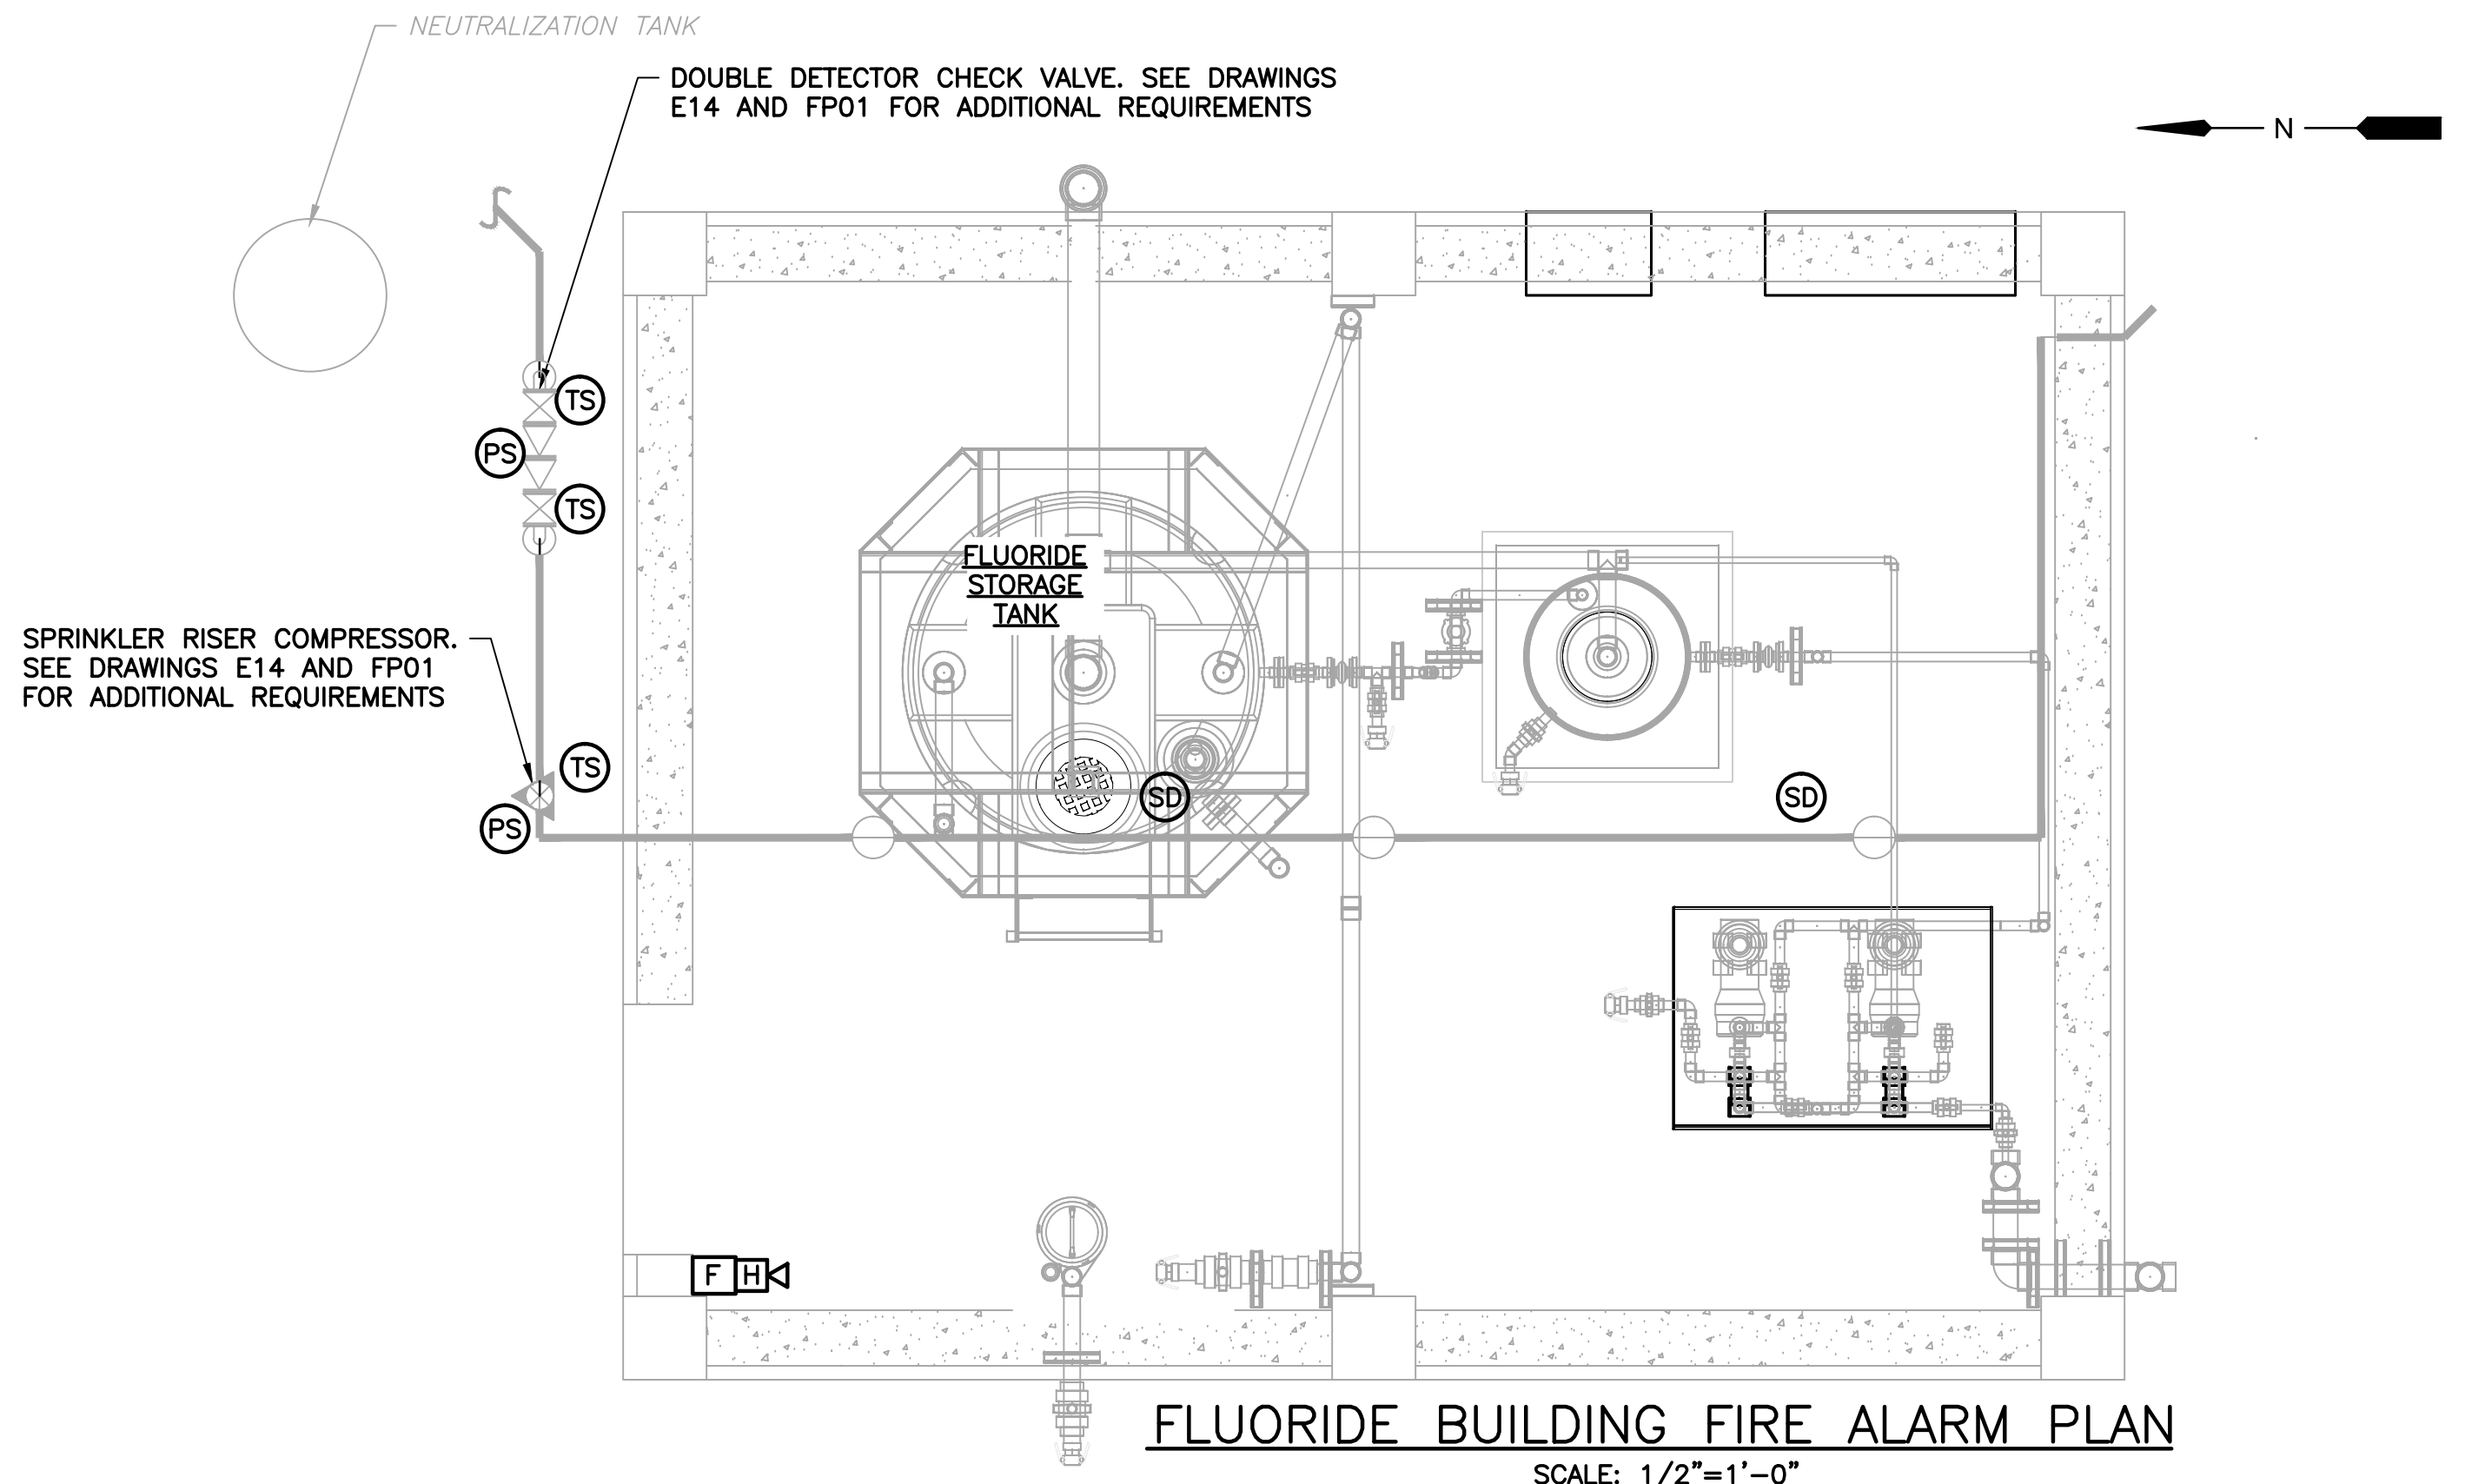 NEUTRALIZATION TANK
DOUBLE DETECTOR CHECK VALVE. SEE DRAWINGS
E14 AND FP01 FOR ADDITIONAL REQUIREMENTS
N
TS
PS
TS
FLUORIDE
STORAGE
TANK
SPRINKLER RISER COMPRESSOR.
SEE DRAWINGS E14 AND FP01
FOR ADDITIONAL REQUIREMENTS
TS
PS
SD
SD
F H
FLUORIDE BUILDING FIRE ALARM PLAN
SCALE: 1/2"=1'-0"